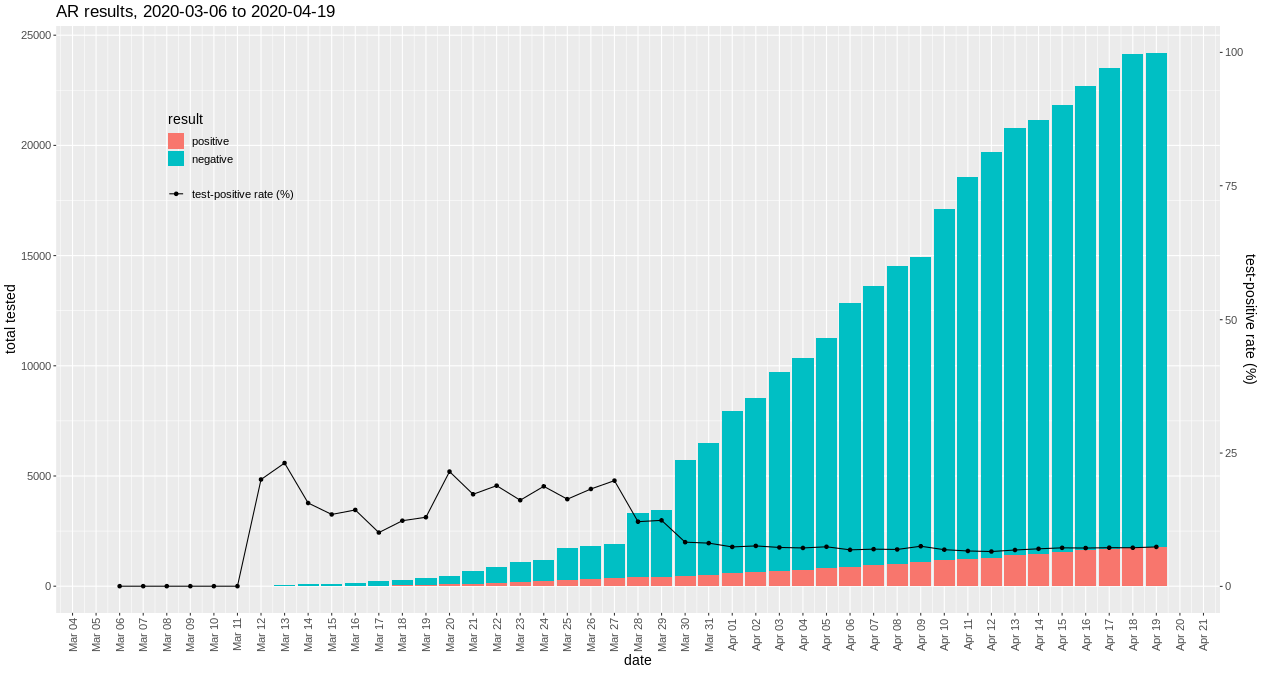 AR results, 2020-03-06 to 2020-04-19
25000
20000
15000
10000
5000
0
total tested
result
positive
negative
test-positive rate (%)
100
75
50
25
0
test-positive rate (%)
Mar 04
Mar 05
Mar 06
Mar 07
Mar 08
Mar 09
Mar 10
Mar 11
Mar 12
Mar 13
Mar 14
Mar 15
Mar 16
Mar 17
Mar 18
Mar 19
Mar 20
Mar 21
Mar 22
Mar 23
Mar 24
Mar 25
Mar 26
Mar 27
Mar 28
Mar 29
Mar 30
Mar 31
Apr 01
Apr 02
Apr 03
Apr 04
Apr 05
Apr 06
Apr 07
Apr 08
Apr 09
Apr 10
Apr 11
Apr 12
Apr 13
Apr 14
Apr 15
Apr 16
Apr 17
Apr 18
Apr 19
Apr 20
Apr 21
date